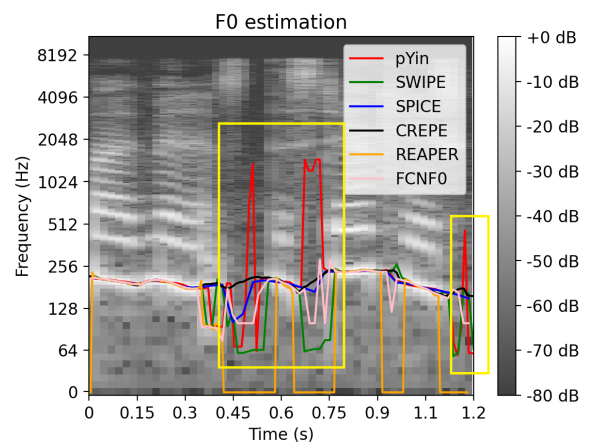 F0 estimation
8192
4096
2048
1024
512
256
128
64
0
Frequency (Hz)
0 0.15 0.3 0.45 0.6 0.75 0.9 1.1 1.2
Time (s)
pYin
SWIPE
SPICE
CREPE
REAPER
FCNF0
+0 dB
-10 dB
-20 dB
-30 dB
-40 dB
-50 dB
-60 dB
-70 dB
-80 dB